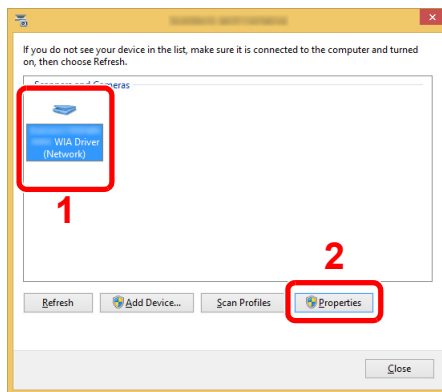 If you do not see your device in the list, make sure it is connected to the computer and turned
on, then choose Refresh.
Scanners and Cameras
WIA Driver
(Network)
1
2
Refresh
Add Device...
Scan Profiles
Properties
Close